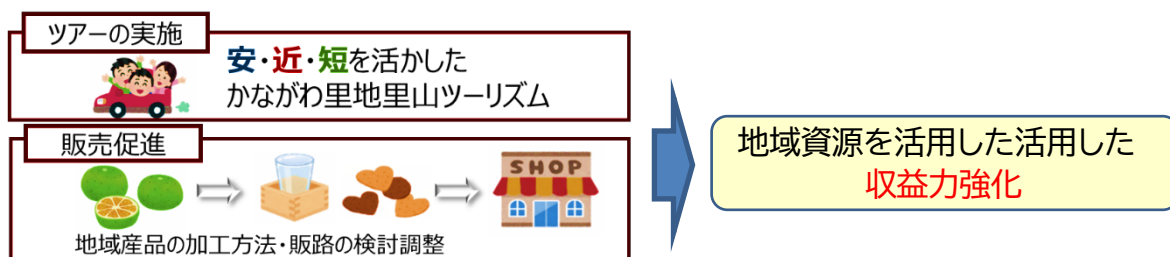 ツアーの実施
安・近・短を活かした
かながわ里地里山ツーリズム
販売促進
SHOP
地域産品の加工方法・販路の検討調整
地域資源を活用した活用した
収益力強化